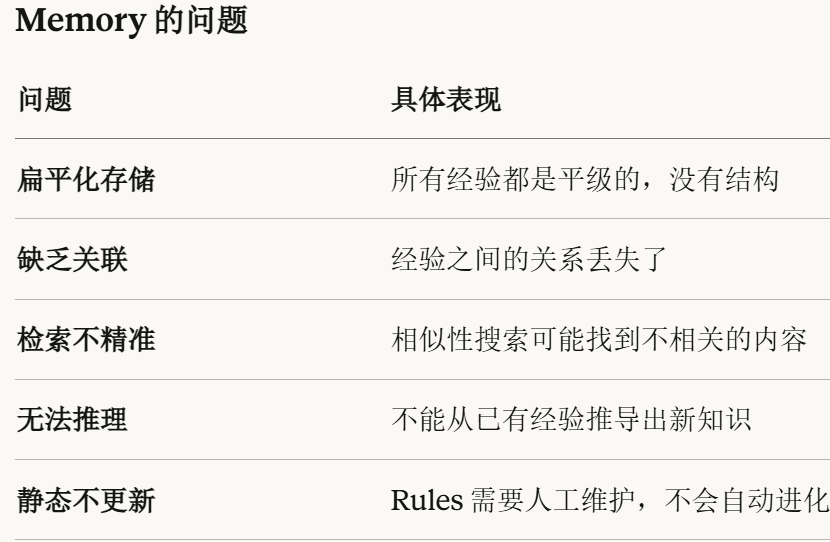 Memory 的问题
问题 具体表现
扁平化存储 所有经验都是平级的，没有结构
缺乏关联 经验之间的关系丢失了
检索不精准 相似性搜索可能找到不相关的内容
无法推理 不能从已有经验推导出新知识
静态不更新 Rules 需要人工维护，不会自动进化